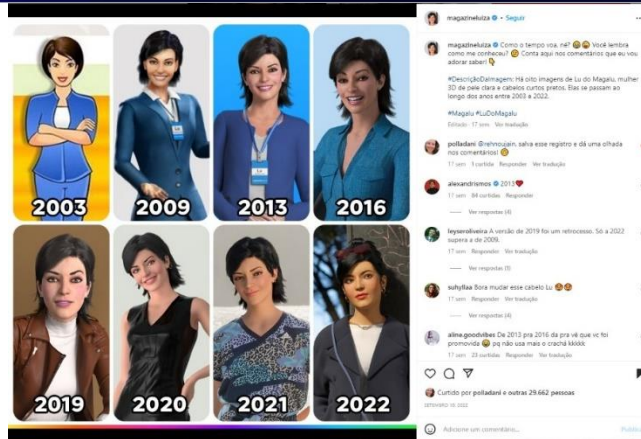 2003
2009
2013
2016
2019
2020
2021
2022
magazineluiza • Seguir
magazineluiza Como o tempo voa, né? 😂😂 Você lembra
como me conheceu? 🤔 Conta aqui nos comentários que eu vou
adorar saber! 👇
#DescriçãoDaImagem: Há oito imagens de Lu do Magalu, mulher
3D de pele clara e cabelos curtos pretos. Elas se passam ao
longo dos anos entre 2003 e 2022.
#Magalu #LuDoMagalu
Editado · 17 sem Ver tradução
polladani @rehnoujain, salva esse registro e dá uma olhada
nos comentários!
17 sem 1 curtida Responder Ver tradução
alexandrismos 2013❤️
17 sem 84 curtidas Responder
Ver respostas (4)
leyseroliveira A versão de 2019 foi um retrocesso. Só a 2022
supera a de 2009.
17 sem Responder Ver tradução
Ver respostas (3)
suhyllaa Bora mudar esse cabelo Lu 😍😍
17 sem Responder Ver tradução
Ver respostas (4)
aline.goodvibes De 2013 pra 2016 da pra vê que vc foi
promovida 😂 pq não usa mais o crachá kkkkk
17 sem 23 curtidas Responder Ver tradução
Curtido por polladani e outras 29.662 pessoas
SETEMBRO 10, 2022
Adicione um comentário...
Publicar